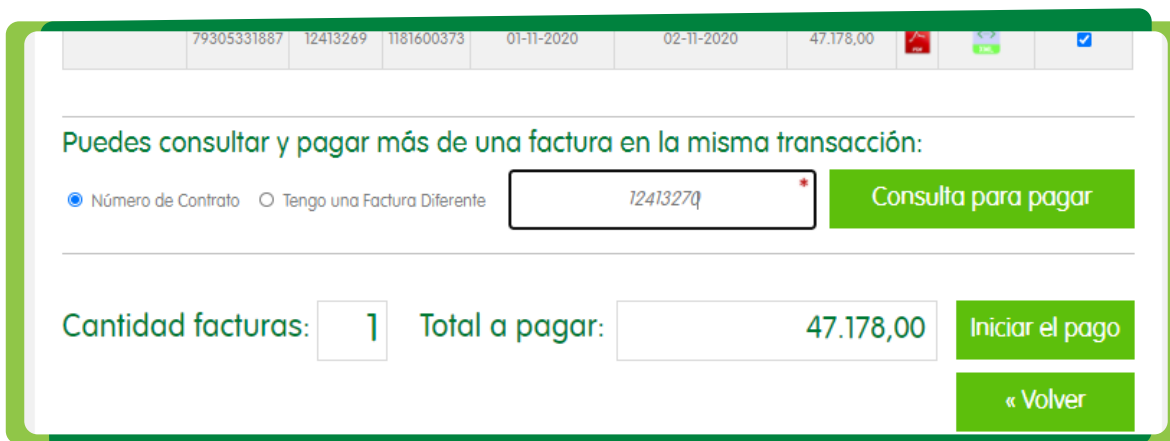 79305331887 12413269 1181600373 01-11-2020 02-11-2020 47.178,00 PDF XML
Puedes consultar y pagar más de una factura en la misma transacción:
Número de Contrato Tengo una Factura Diferente 12413270 * Consulta para pagar
Cantidad facturas: 1 Total a pagar: 47.178,00 Iniciar el pago
« Volver